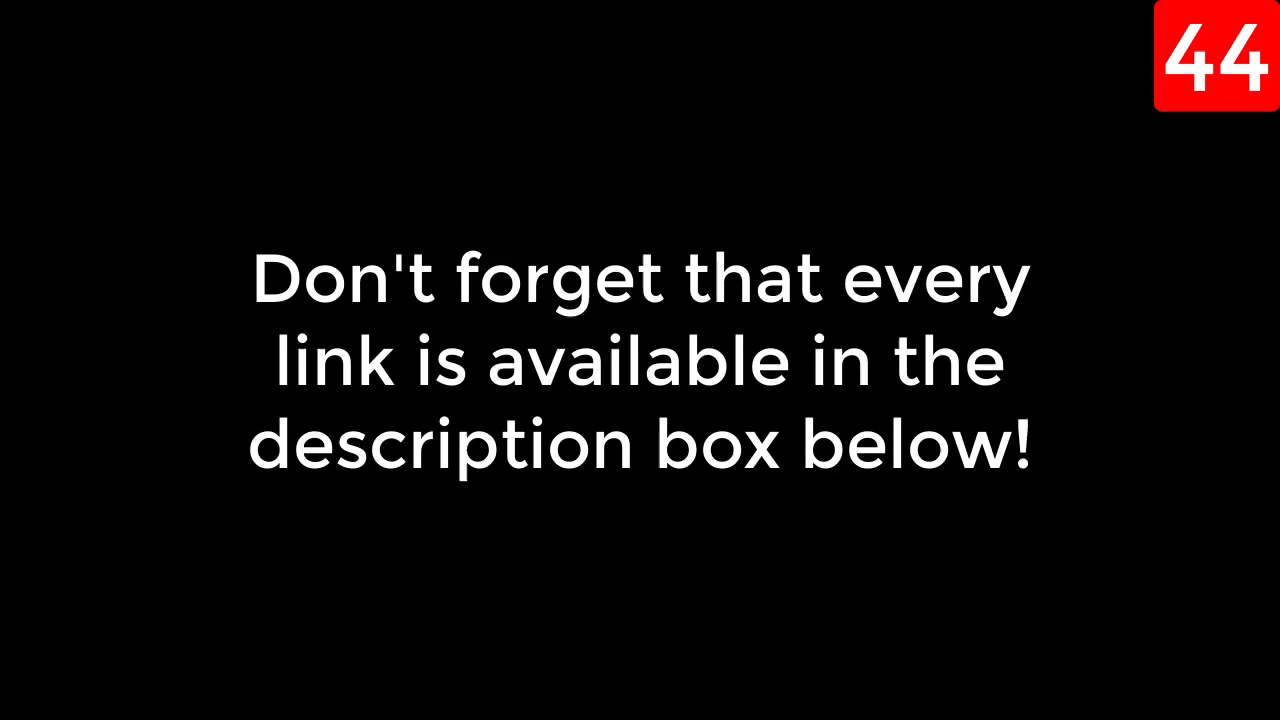 44
Don't forget that every
link is available in the
description box below!